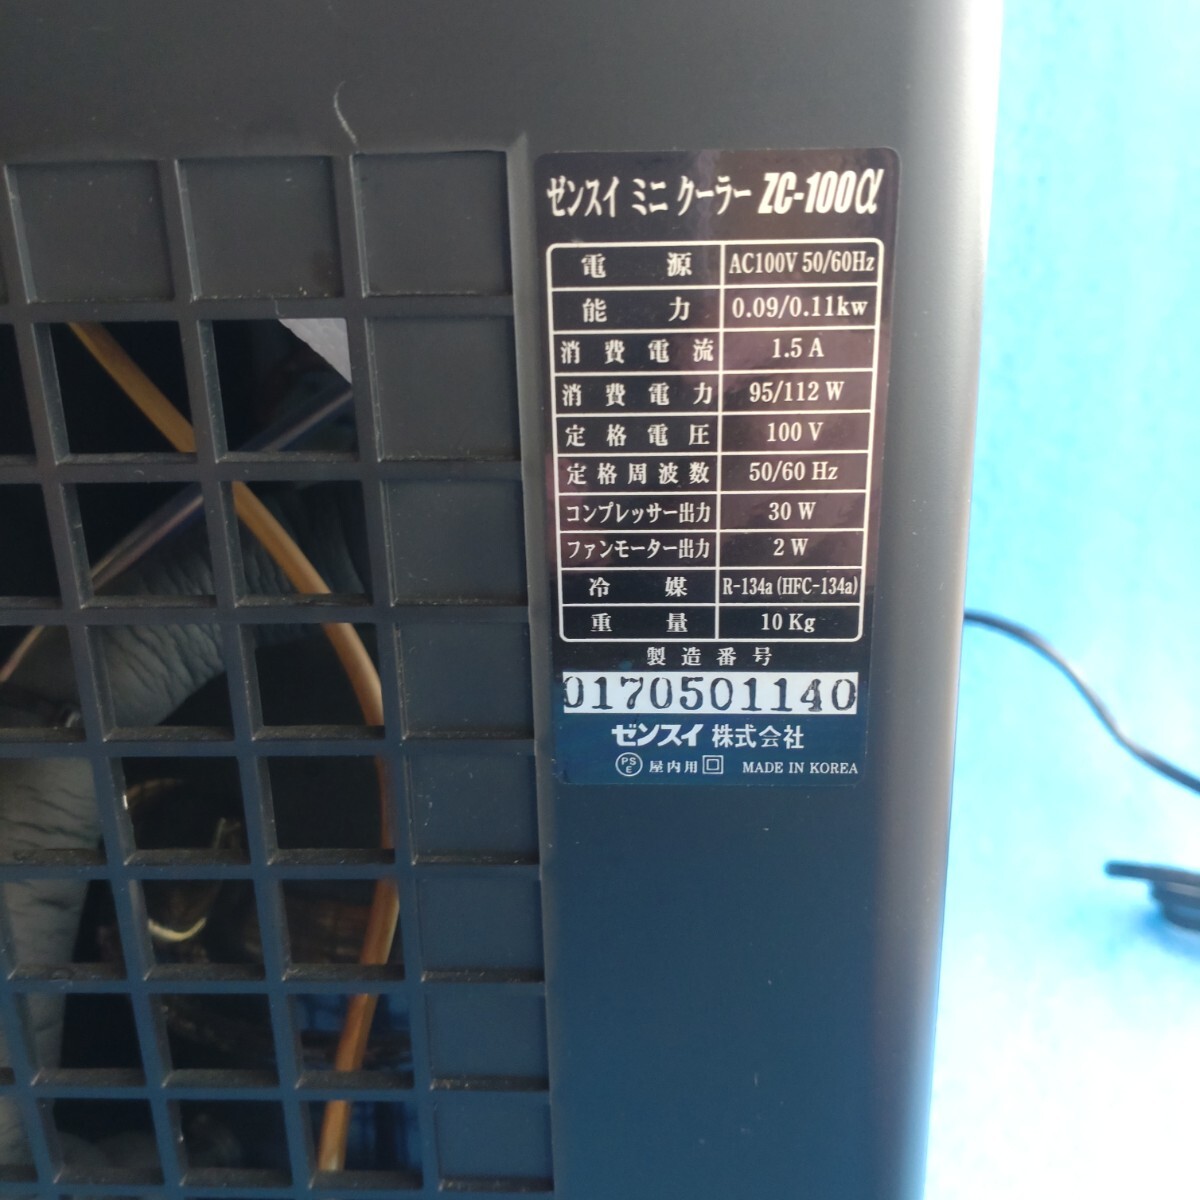 ゼンスイ ミニ クーラー ZC-100α
電源 AC100V 50/60Hz
能力 0.09/0.11kw
消費電流 1.5 A
消費電力 95/112 W
定格電圧 100 V
定格周波数 50/60 Hz
コンプレッサー出力 30 W
ファンモーター出力 2 W
冷媒 R-134a (HFC-134a)
重量 10 Kg
製造番号
0170501140
ゼンスイ 株式会社
PSE 屋内用 回 MADE IN KOREA